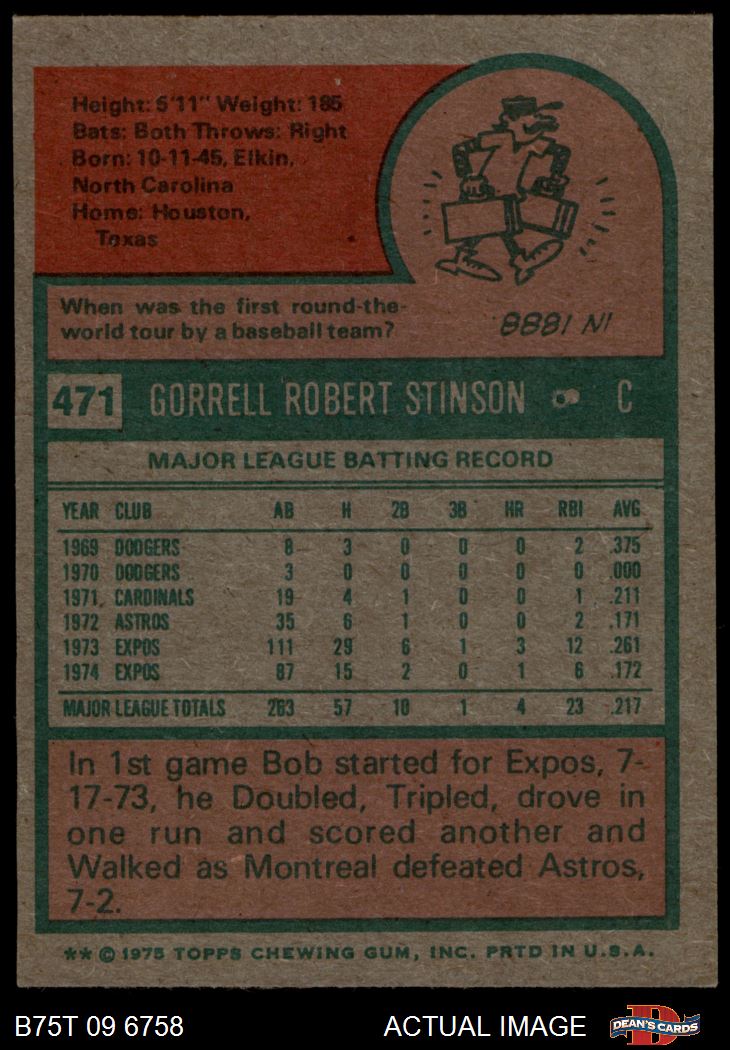 Height: 5'11" Weight: 185
Bats: Both Throws: Right
Born: 10-11-45, Elkin,
North Carolina
Home: Houston,
Texas
When was the first round-the-
world tour by a baseball team?
IN 1888
471 GORRELL ROBERT STINSON C
MAJOR LEAGUE BATTING RECORD
YEAR CLUB AB H 2B 3B HR RBI AVG
1969 DODGERS 8 3 0 0 0 2 .375
1970 DODGERS 3 0 0 0 0 0 .000
1971 CARDINALS 19 4 1 0 0 1 .211
1972 ASTROS 35 6 1 0 0 2 .171
1973 EXPOS 111 29 6 1 3 12 .261
1974 EXPOS 87 15 2 0 1 6 .172
MAJOR LEAGUE TOTALS 263 57 10 1 4 23 .217
In 1st game Bob started for Expos, 7-
17-73, he Doubled, Tripled, drove in
one run and scored another and
Walked as Montreal defeated Astros,
7-2.
** © 1975 TOPPS CHEWING GUM, INC. PRTD IN U.S.A.
B75T 09 6758 ACTUAL IMAGE D DEAN'S CARDS